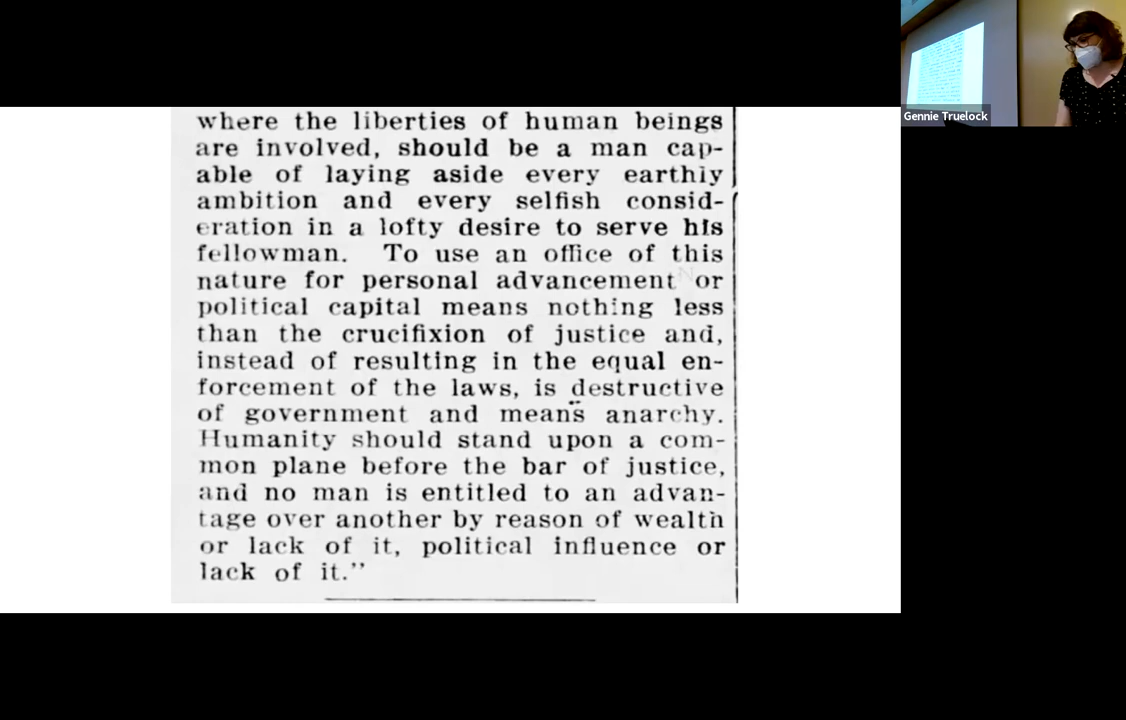 where the liberties of human beings
are involved, should be a man cap-
able of laying aside every earthly
ambition and every selfish consid-
eration in a lofty desire to serve his
fellowman. To use an office of this
nature for personal advancement or
political capital means nothing less
than the crucifixion of justice and,
instead of resulting in the equal en-
forcement of the laws, is destructive
of government and means anarchy.
Humanity should stand upon a com-
mon plane before the bar of justice,
and no man is entitled to an advan-
tage over another by reason of wealth
or lack of it, political influence or
lack of it.”
Gennie Truelock